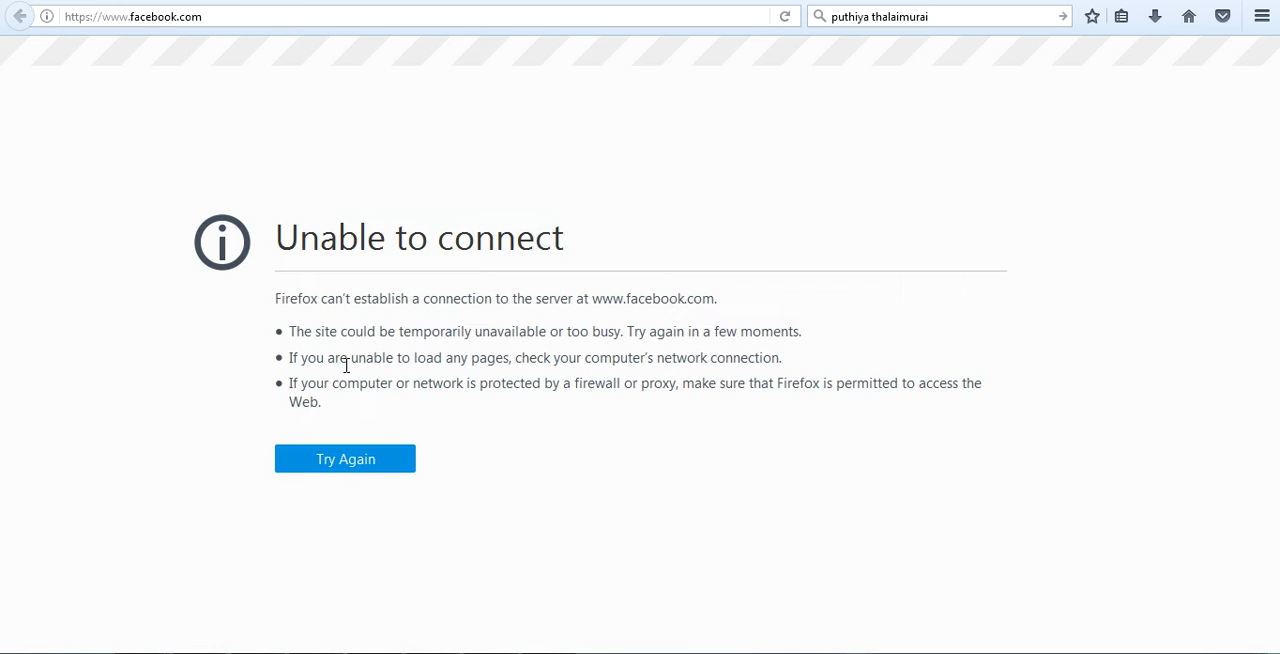 https://www.facebook.com
puthiya thalaimurai
Unable to connect
Firefox can't establish a connection to the server at www.facebook.com.
The site could be temporarily unavailable or too busy. Try again in a few moments.
If you are unable to load any pages, check your computer's network connection.
If your computer or network is protected by a firewall or proxy, make sure that Firefox is permitted to access the
Web.
Try Again